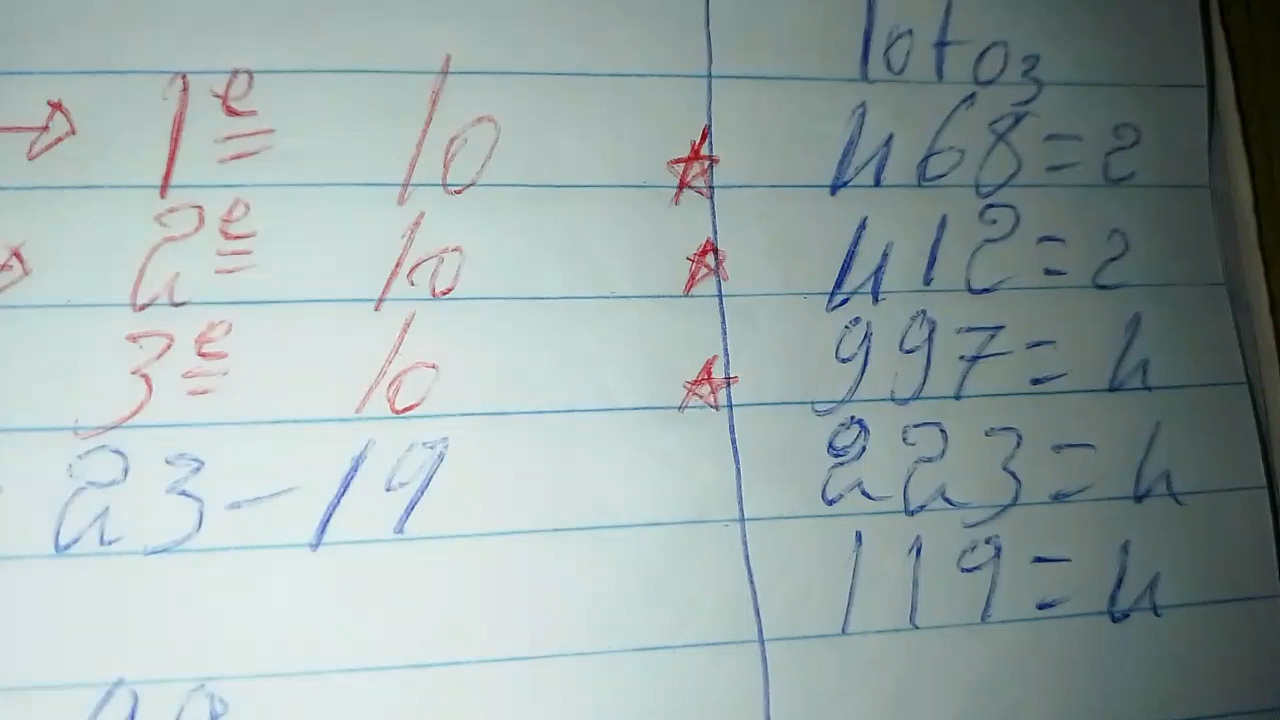 1e 10
2e 10
3e 10
23-19
loto3
468=2
412=2
997=4
223=4
119=4